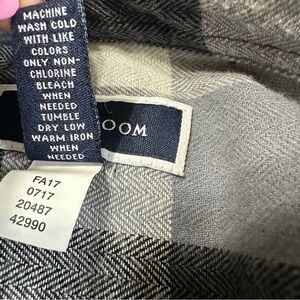 MACHINE
WASH COLD
WITH LIKE
COLORS
ONLY NON-
CHLORINE
BLEACH
WHEN
NEEDED
TUMBLE
DRY LOW
WARM IRON
WHEN
NEEDED
OOM
FA17
0717
20487
42990